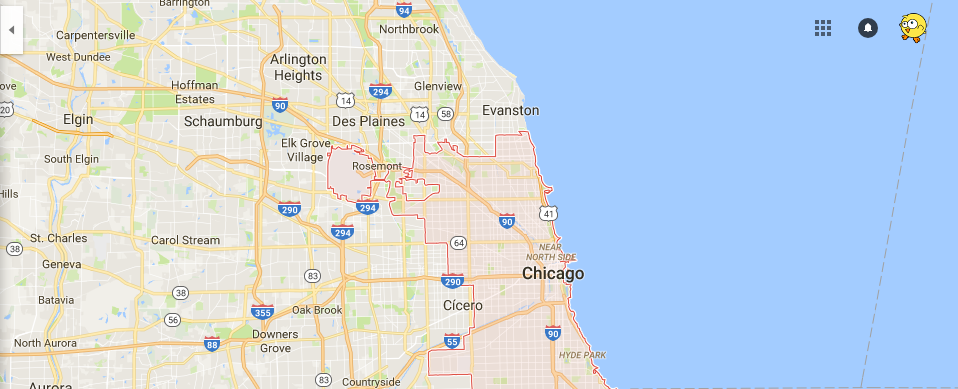 Barrington
94
Northbrook
Carpentersville
West Dundee
Arlington
Heights
Glenview
Hoffman
Estates
90
14
294
14
58
Evanston
20
Elgin
Schaumburg
Des Plaines
Elk Grove
Village
South Elgin
Rosemont
Hills
290
294
41
90
294
St. Charles
Carol Stream
64
38
NEAR
NORTH SIDE
Geneva
Chicago
83
290
38
Batavia
Cícero
355
Oak Brook
56
Downers
Grove
North Aurora
88
55
90
HYDE PARK
83
Countryside
Aurora